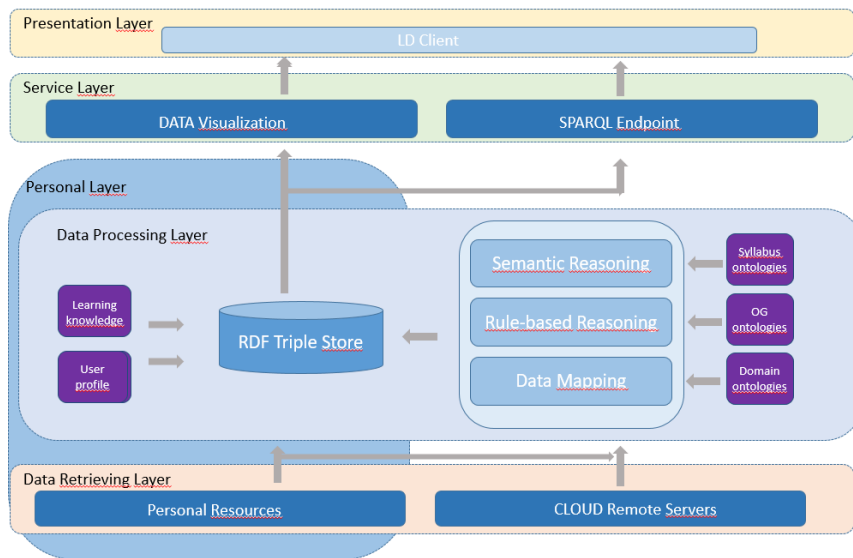 Presentation Layer
LD Client
Service Layer
DATA Visualization
SPARQL Endpoint
Personal Layer
Data Processing Layer
Learning
knowledge
User
profile
RDF Triple Store
Semantic Reasoning
Rule-based Reasoning
Data Mapping
Syllabus
ontologies
OG
ontologies
Domain
ontologies
Data Retrieving Layer
Personal Resources
CLOUD Remote Servers